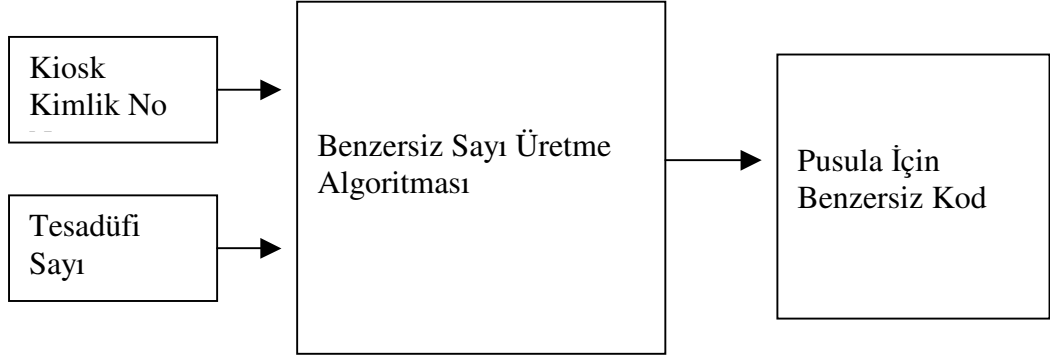 Kiosk
Kimlik No
Tesadüfi
Sayı
Benzersiz Sayı Üretme
Algoritması
Pusula İçin
Benzersiz Kod